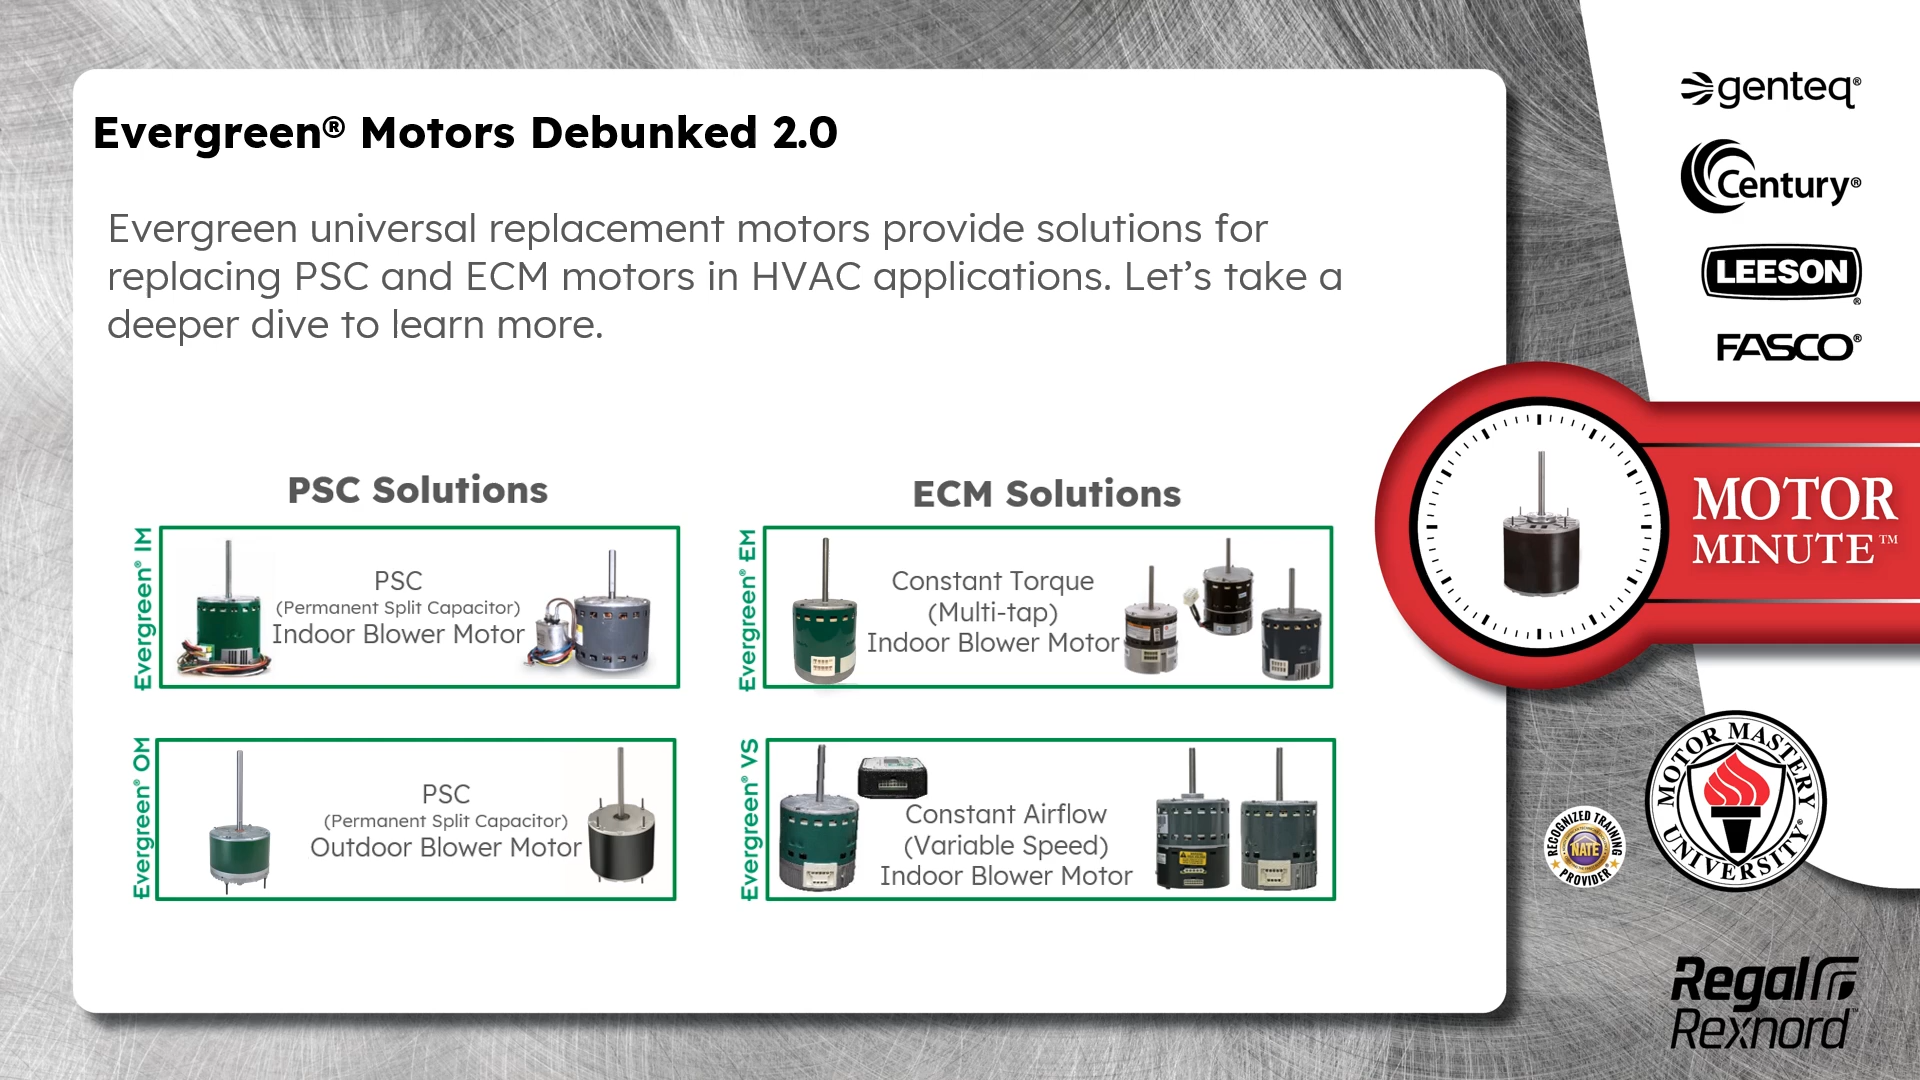 Evergreen® Motors Debunked 2.0
Evergreen universal replacement motors provide solutions for
replacing PSC and ECM motors in HVAC applications. Let's take a
deeper dive to learn more.
PSC Solutions
Evergreen® IM
PSC
(Permanent Split Capacitor)
Indoor Blower Motor
Evergreen® OM
PSC
(Permanent Split Capacitor)
Outdoor Blower Motor
ECM Solutions
Evergreen® EM
Constant Torque
(Multi-tap)
Indoor Blower Motor
Evergreen® VS
Constant Airflow
(Variable Speed)
Indoor Blower Motor
genteq®
Century®
LEESON®
FASCO®
MOTOR
MINUTE™
RECOGNIZED TRAINING
NATE
PROVIDER
MOTOR MASTERY
UNIVERSITY®
Regal
Rexnord™